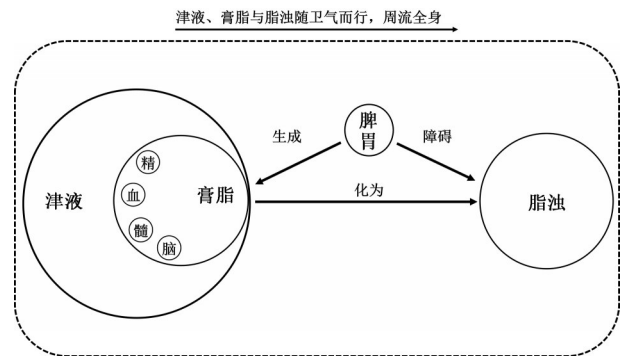 津液、膏脂与脂浊随卫气而行，周流全身
脾
胃
生成
障碍
精
津液
血
膏脂
化为
脂浊
髓
脑